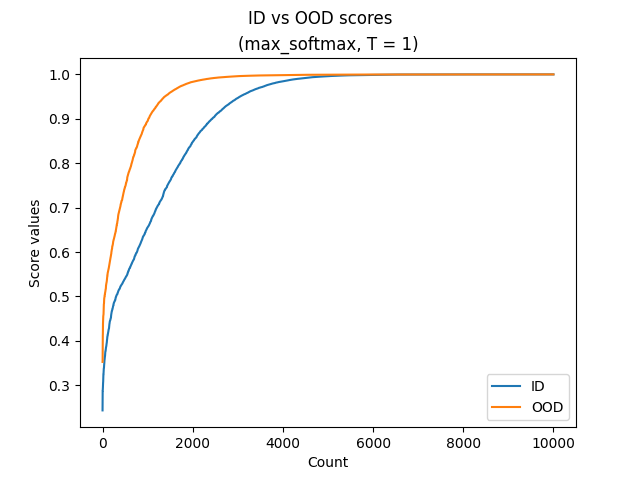 ID vs OOD scores
(max_softmax, T = 1)
Score values
1.0
0.9
0.8
0.7
0.6
0.5
0.4
0.3
0
2000
4000
6000
8000
10000
Count
ID
OOD